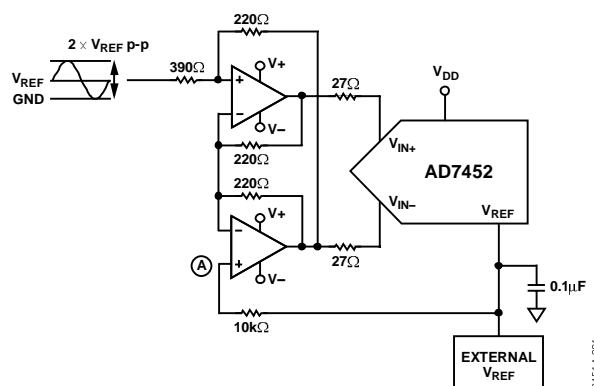 220Ω
2 × VREF p-p
390Ω
VREF
GND
V+
27Ω
VDD
V–
220Ω
VIN+
AD7452
220Ω
V+
VIN–
VREF
A
V–
27Ω
0.1µF
10kΩ
EXTERNAL
VREF